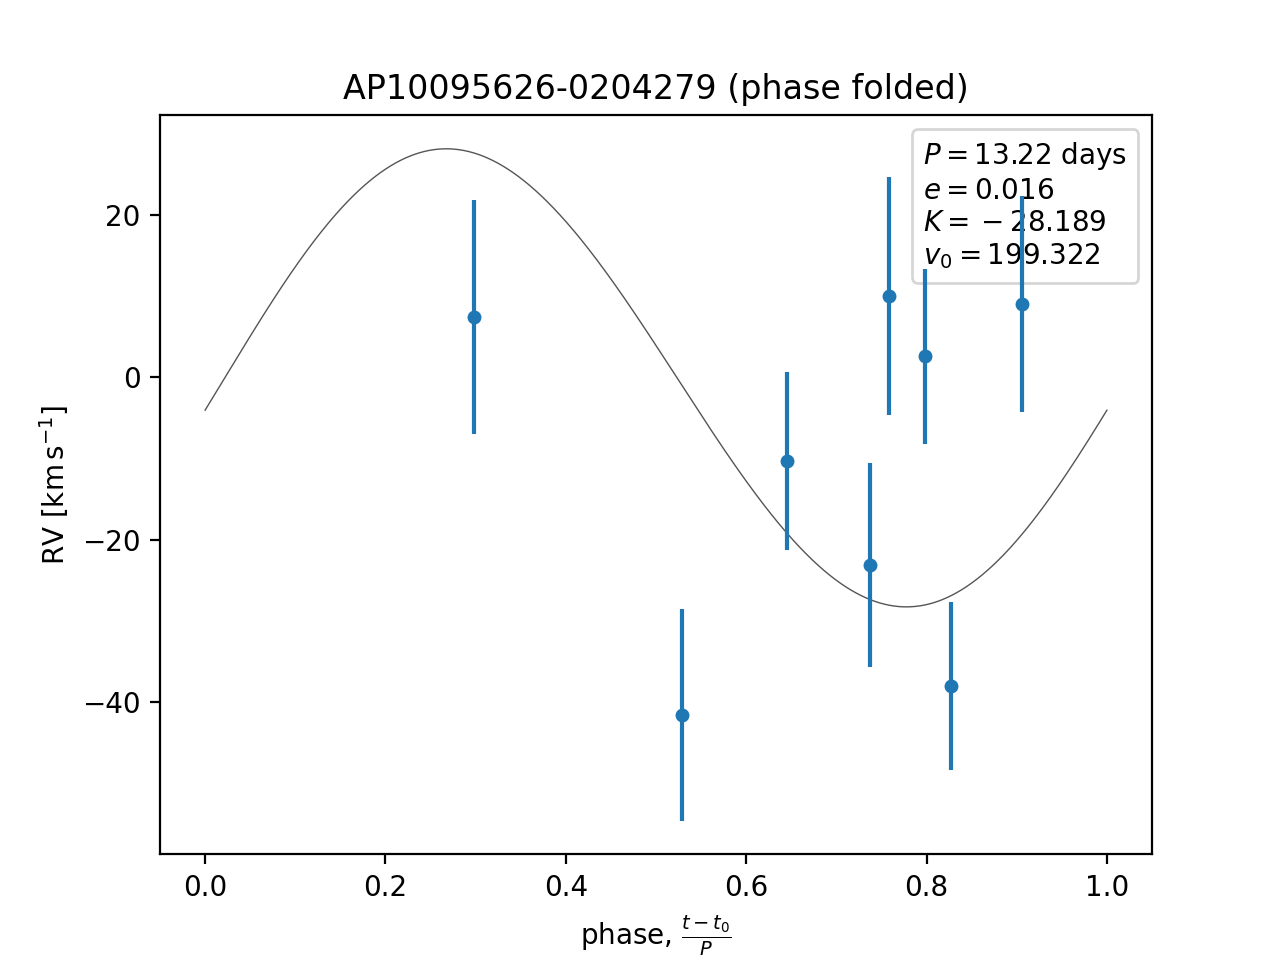 AP10095626-0204279 (phase folded)
P = 13.22 days
e = 0.016
K = −28.189
v₀ = 199.322
20
0
−20
−40
RV [km s⁻¹]
0.0 0.2 0.4 0.6 0.8 1.0
phase, (t − t₀)/P